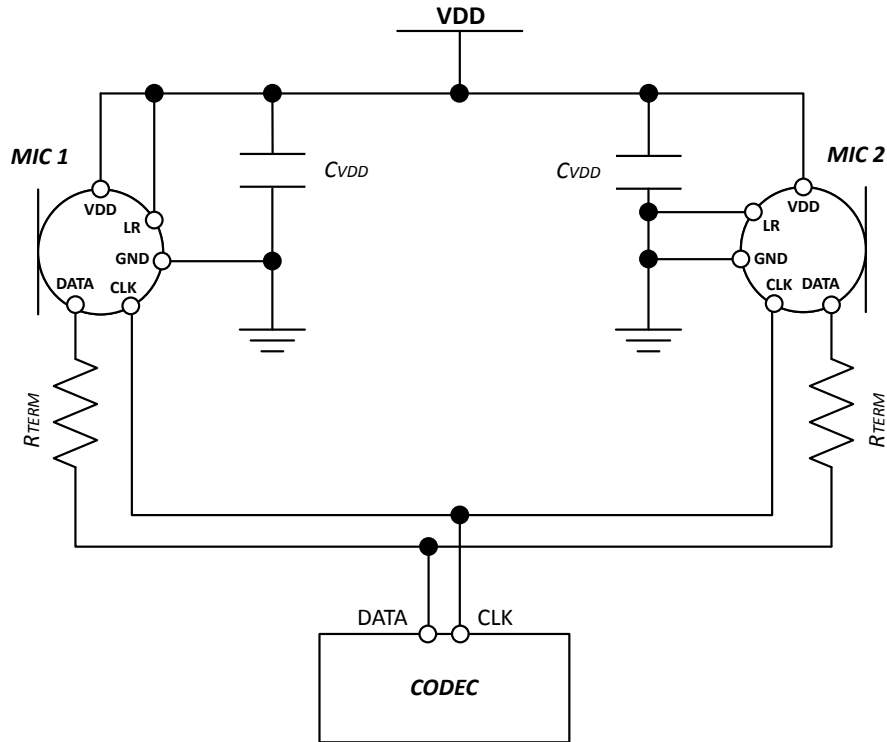 VDD
MIC 1
MIC 2
CVDD
CVDD
VDD
VDD
LR
LR
GND
GND
DATA
CLK
CLK
DATA
RTERM
RTERM
DATA
CLK
CODEC